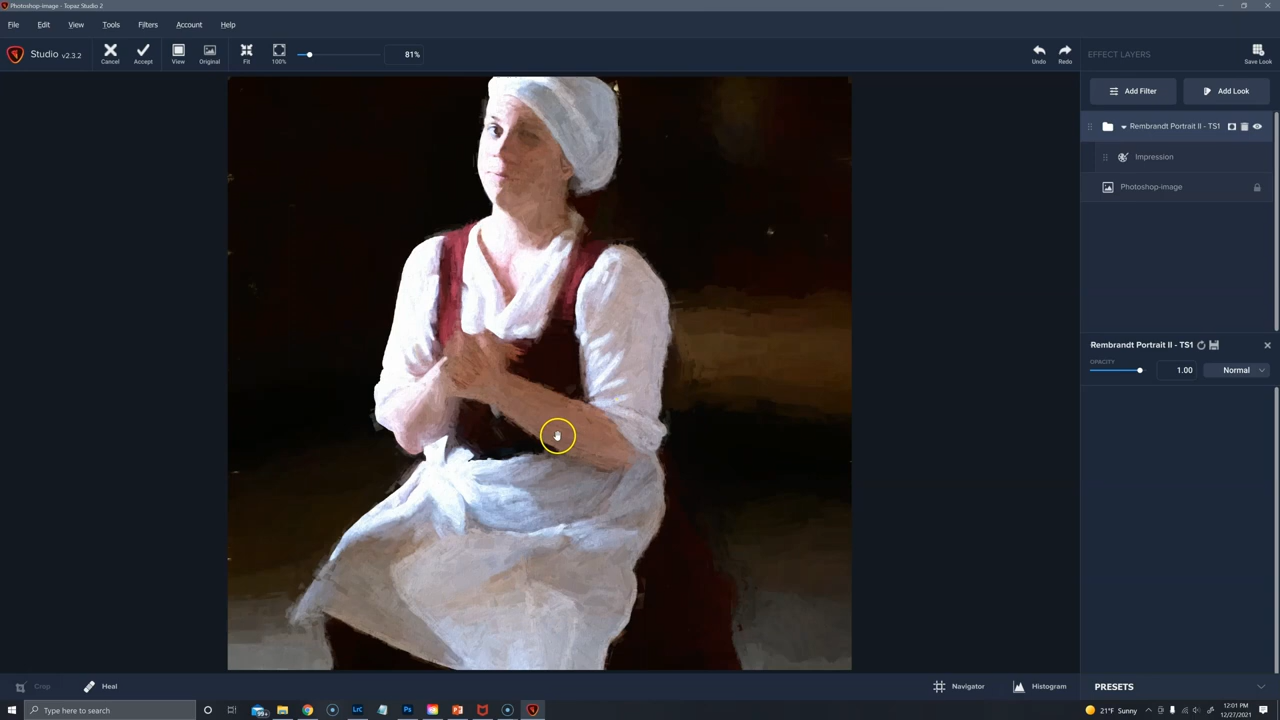 Photoshop-image - Topaz Studio 2
File Edit View Tools Filters Account Help
Studio v2.3.2
Cancel Accept View Original Fit 100% 81% Undo Redo
EFFECT LAYERS
Save Look
Add Filter Add Look
Rembrandt Portrait II - TS1
Impression
Photoshop-image
Rembrandt Portrait II - TS1
OPACITY
1.00 Normal
Crop Heal Navigator Histogram
PRESETS
Type here to search
99+
LrC
Ps
21°F Sunny
12:01 PM
12/27/2021